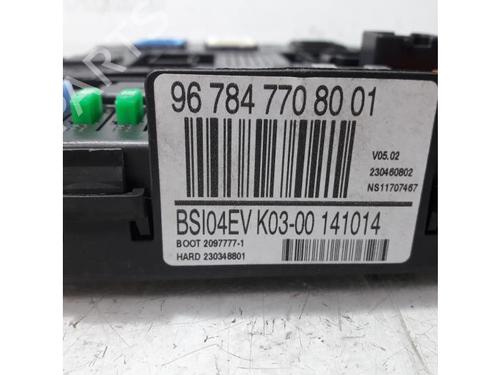 96 784 770 80 01
V05.02
230460802
NS11707467
BSI04EV K03-00 141014
BOOT 2097777-1
HARD 230348801